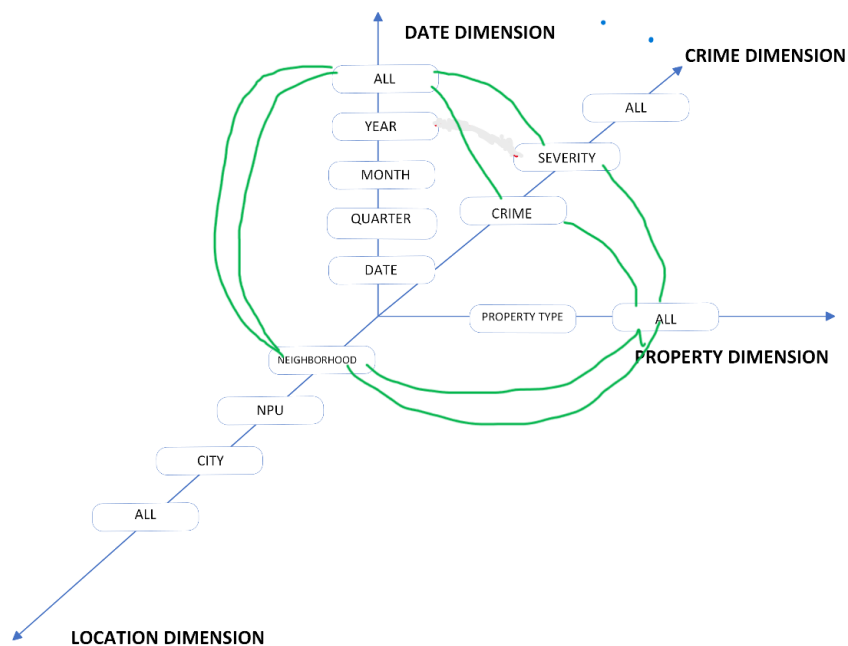 DATE DIMENSION
CRIME DIMENSION
ALL
ALL
YEAR
SEVERITY
MONTH
CRIME
QUARTER
DATE
PROPERTY TYPE
ALL
PROPERTY DIMENSION
NEIGHBORHOOD
NPU
CITY
ALL
LOCATION DIMENSION